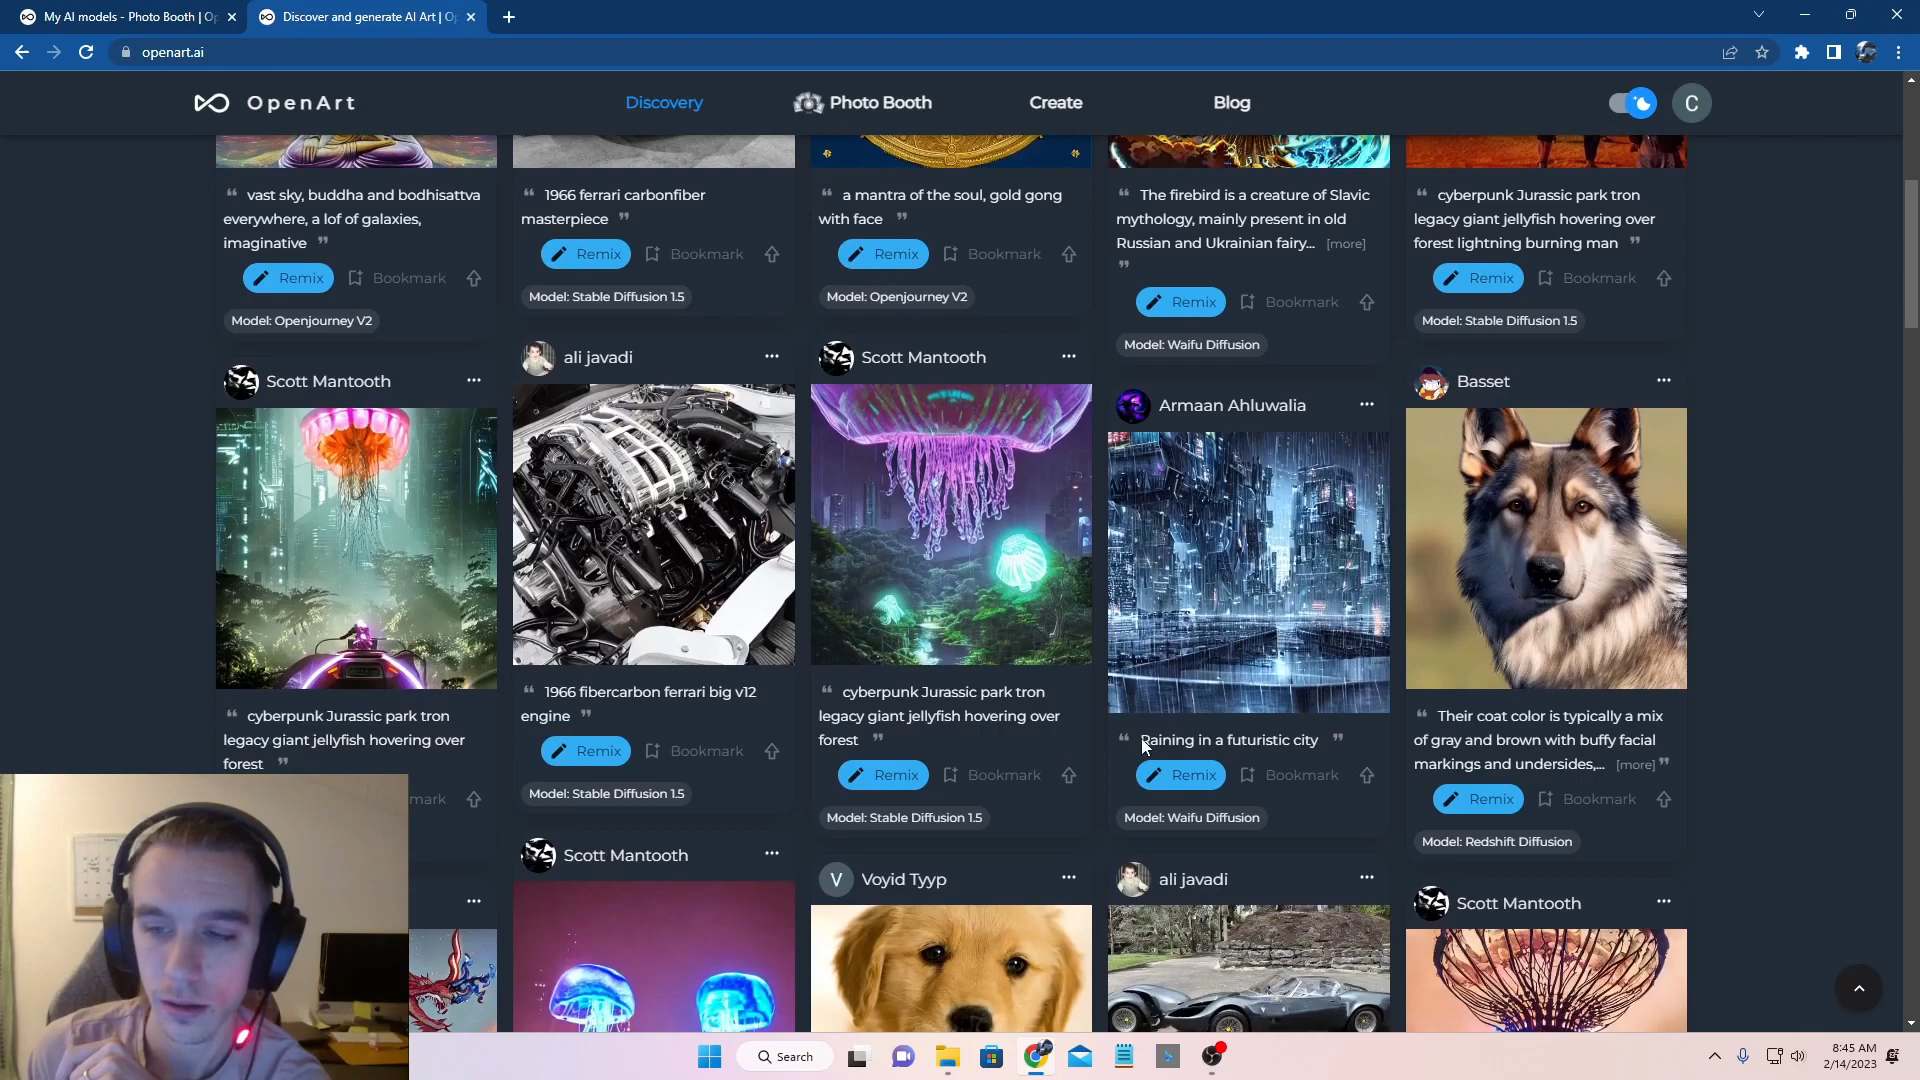 My AI models - Photo Booth | Op
Discover and generate AI Art | Op
openart.ai
OpenArt
Discovery
Photo Booth
Create
Blog
C
“ vast sky, buddha and bodhisattva
everywhere, a lof of galaxies,
imaginative ”
Remix
Bookmark
Model: Openjourney V2
Scott Mantooth
“ cyberpunk Jurassic park tron
legacy giant jellyfish hovering over
forest ”
mark
“ 1966 ferrari carbonfiber
masterpiece ”
Remix
Bookmark
Model: Stable Diffusion 1.5
ali javadi
“ 1966 fibercarbon ferrari big v12
engine ”
Remix
Bookmark
Model: Stable Diffusion 1.5
Scott Mantooth
“ a mantra of the soul, gold gong
with face ”
Remix
Bookmark
Model: Openjourney V2
Scott Mantooth
“ cyberpunk Jurassic park tron
legacy giant jellyfish hovering over
forest ”
Remix
Bookmark
Model: Stable Diffusion 1.5
V
Voyid Tyyp
“ The firebird is a creature of Slavic
mythology, mainly present in old
Russian and Ukrainian fairy... [more]
”
Remix
Bookmark
Model: Waifu Diffusion
Armaan Ahluwalia
“ Raining in a futuristic city ”
Remix
Bookmark
Model: Waifu Diffusion
ali javadi
“ cyberpunk Jurassic park tron
legacy giant jellyfish hovering over
forest lightning burning man ”
Remix
Bookmark
Model: Stable Diffusion 1.5
Basset
“ Their coat color is typically a mix
of gray and brown with buffy facial
markings and undersides,... [more] ”
Remix
Bookmark
Model: Redshift Diffusion
Scott Mantooth
Search
8:45 AM
2/14/2023